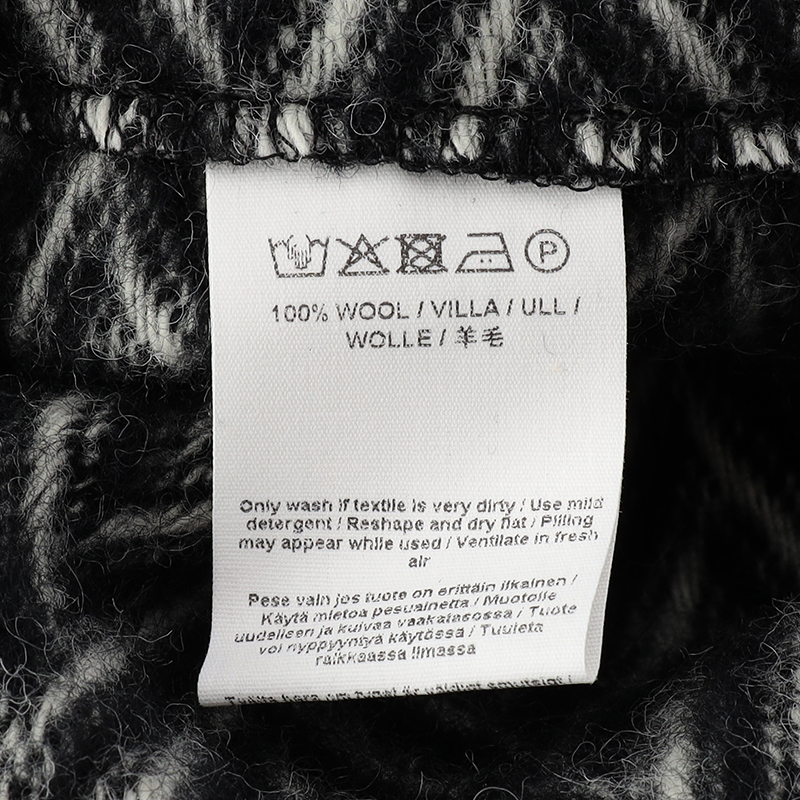 P
100% WOOL / VILLA / ULL /
WOLLE / 羊毛
Only wash if textile is very dirty / Use mild
detergent / Reshape and dry flat / Pilling
may appear while used / Ventilate in fresh
air
Pese vain jos tuote on erittäin likainen /
Käytä mietoa pesuainetta / Muotoile
uudelleen ja kuivaa vaakatasossa / Tuote
voi nyppyyntyä käytössä / Tuuleta
raikkaassa ilmassa